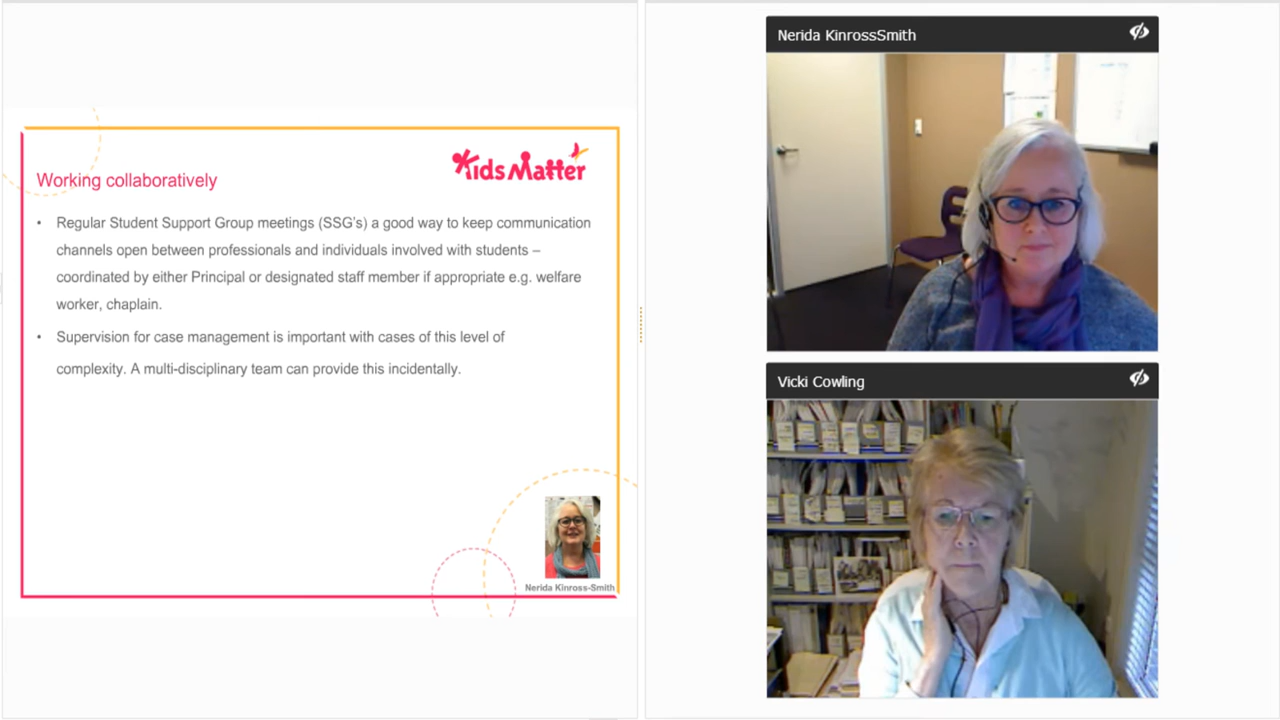 KidsMatter
Working collaboratively
• Regular Student Support Group meetings (SSG's) a good way to keep communication
channels open between professionals and individuals involved with students –
coordinated by either Principal or designated staff member if appropriate e.g. welfare
worker, chaplain.
• Supervision for case management is important with cases of this level of
complexity. A multi-disciplinary team can provide this incidentally.
Nerida Kinross-Smith
Nerida KinrossSmith
Vicki Cowling